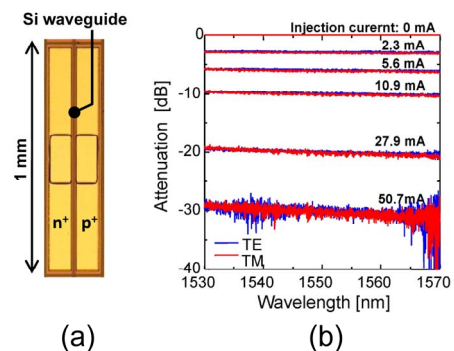 Si waveguide
1 mm
n+
p+
(a)
Injection curernt: 0 mA
2.3 mA
5.6 mA
10.9 mA
27.9 mA
50.7mA
TE
TM
Attenuation [dB]
0
-10
-20
-30
-40
1530
1540
1550
1560
1570
Wavelength [nm]
(b)